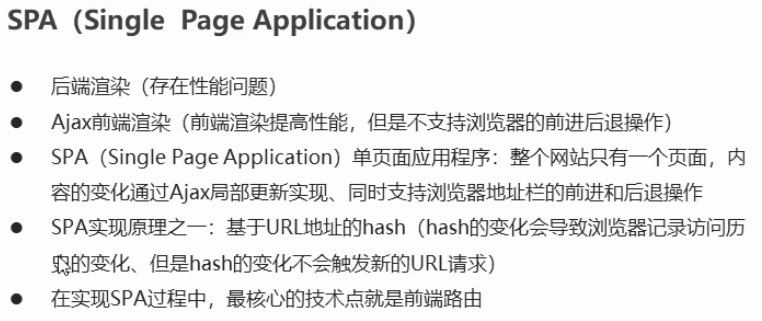 SPA（Single Page Application）
● 后端渲染（存在性能问题）
● Ajax前端渲染（前端渲染提高性能，但是不支持浏览器的前进后退操作）
● SPA（Single Page Application）单页面应用程序：整个网站只有一个页面，内
容的变化通过Ajax局部更新实现、同时支持浏览器地址栏的前进和后退操作
● SPA实现原理之一：基于URL地址的hash（hash的变化会导致浏览器记录访问历
史的变化、但是hash的变化不会触发新的URL请求）
● 在实现SPA过程中，最核心的技术点就是前端路由